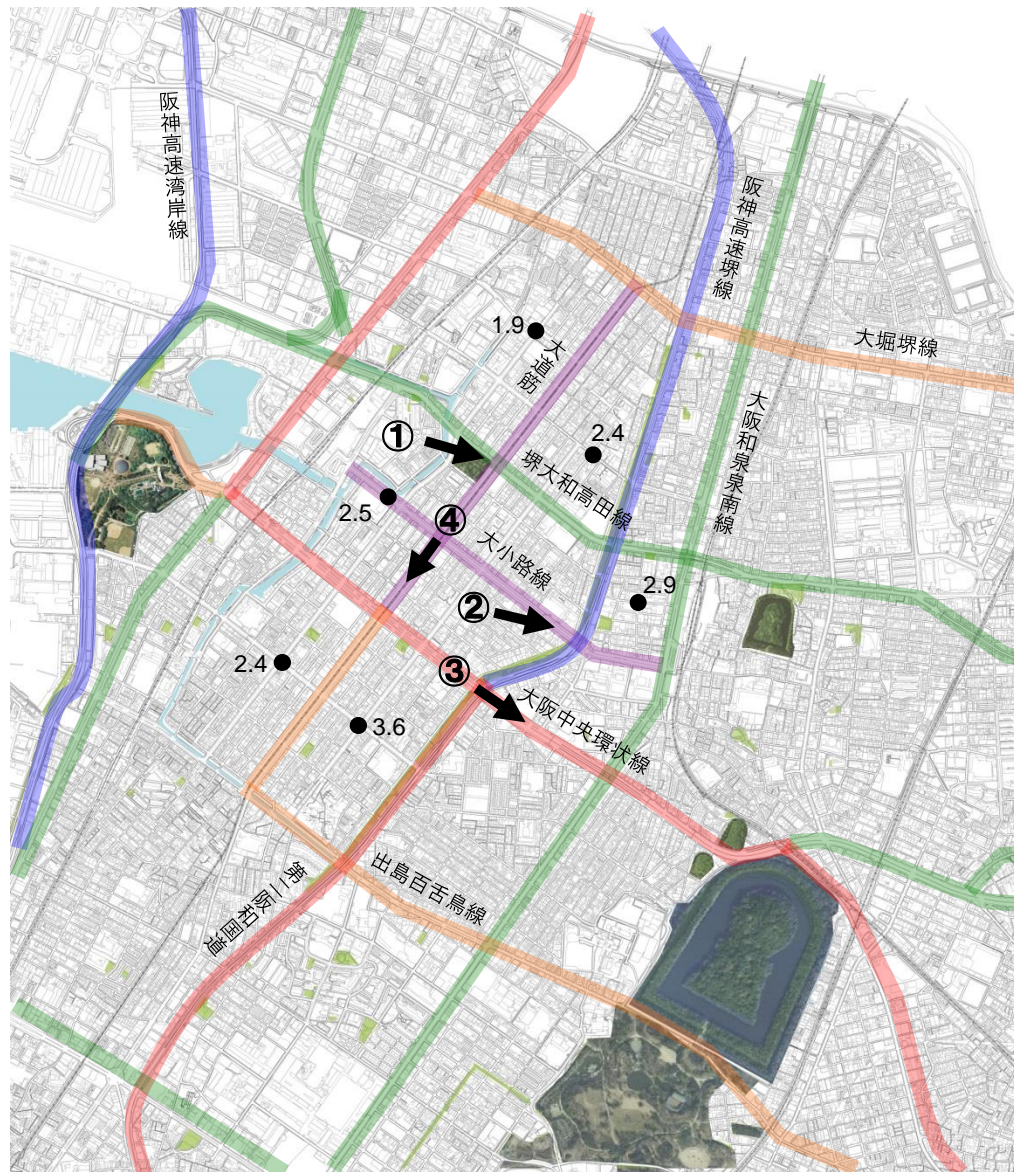 阪神高速湾岸線
阪神高速堺線
1.9
大道筋
大堀堺線
①
2.4
堺大和高田線
大阪和泉泉南線
2.5
④
大小路線
②
2.9
2.4
③
大阪中央環状線
3.6
出島百舌鳥線
第二阪和国道